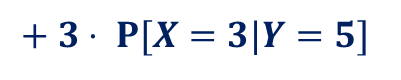 + 3 · P[X = 3|Y = 5]